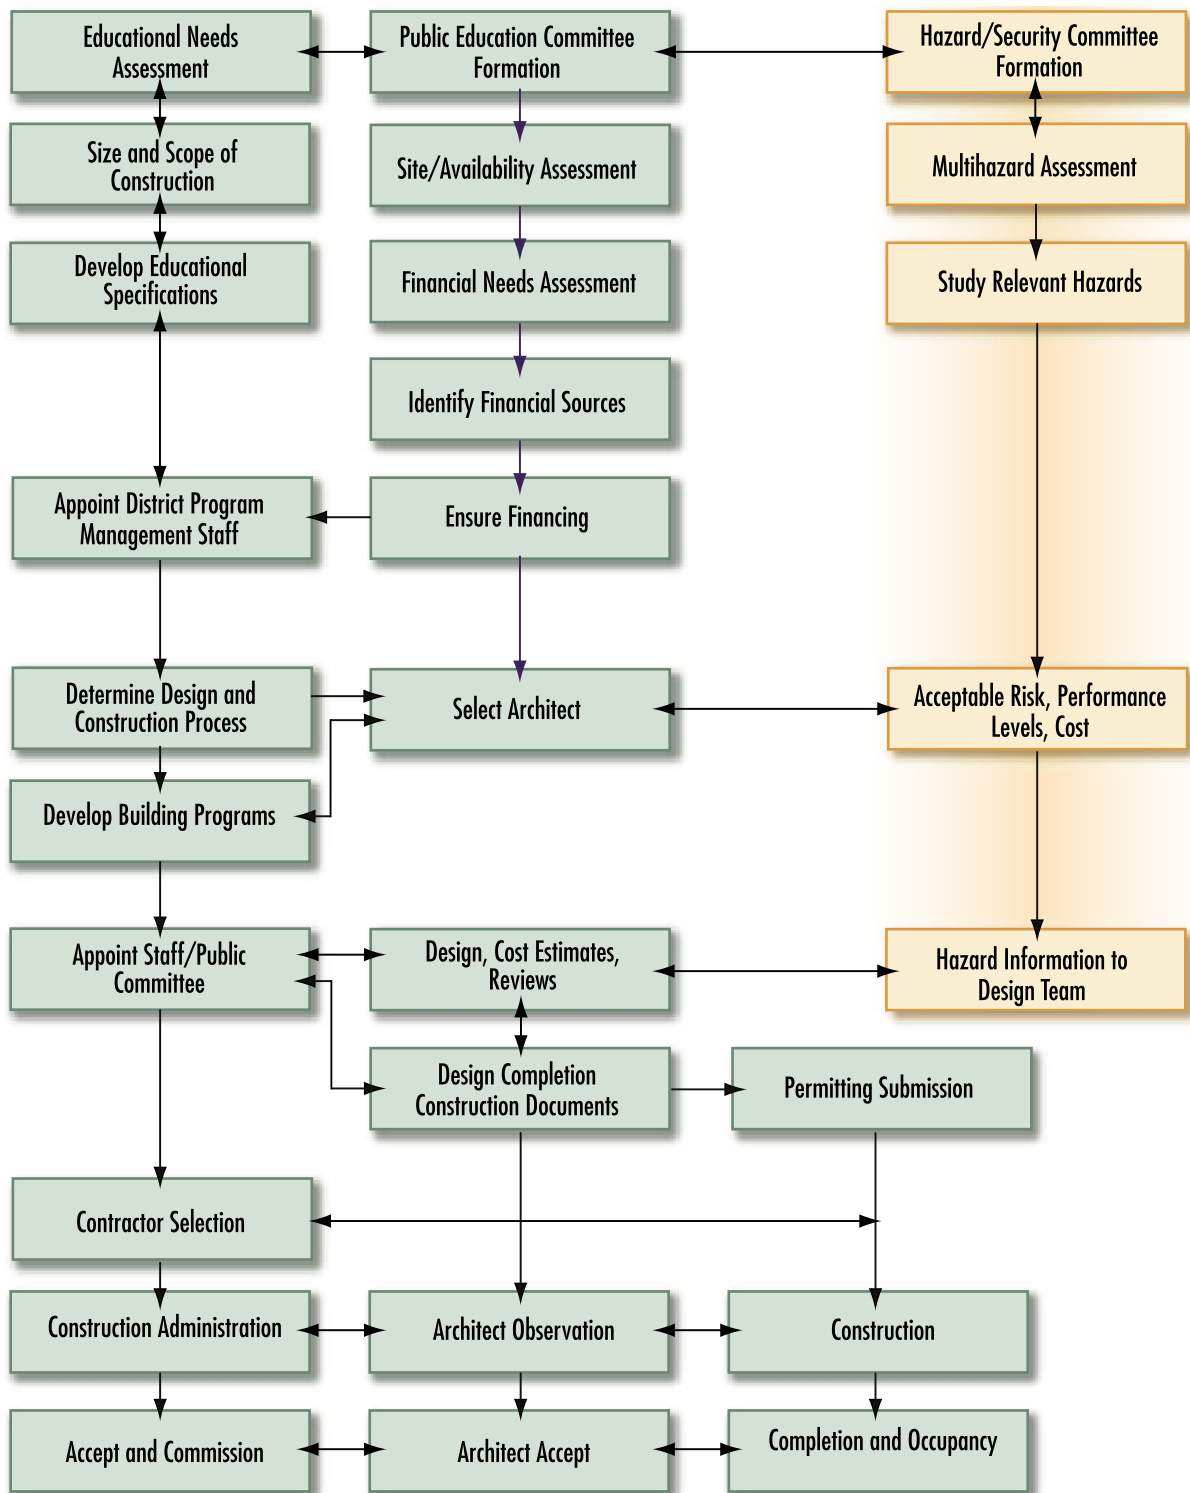 Educational Needs
Assessment
Public Education Committee
Formation
Hazard/Security Committee
Formation
Size and Scope of
Construction
Site/Availability Assessment
Multihazard Assessment
Develop Educational
Specifications
Financial Needs Assessment
Study Relevant Hazards
Identify Financial Sources
Appoint District Program
Management Staff
Ensure Financing
Determine Design and
Construction Process
Select Architect
Acceptable Risk, Performance
Levels, Cost
Develop Building Programs
Appoint Staff/Public
Committee
Design, Cost Estimates,
Reviews
Hazard Information to
Design Team
Design Completion
Construction Documents
Permitting Submission
Contractor Selection
Construction Administration
Architect Observation
Construction
Accept and Commission
Architect Accept
Completion and Occupancy